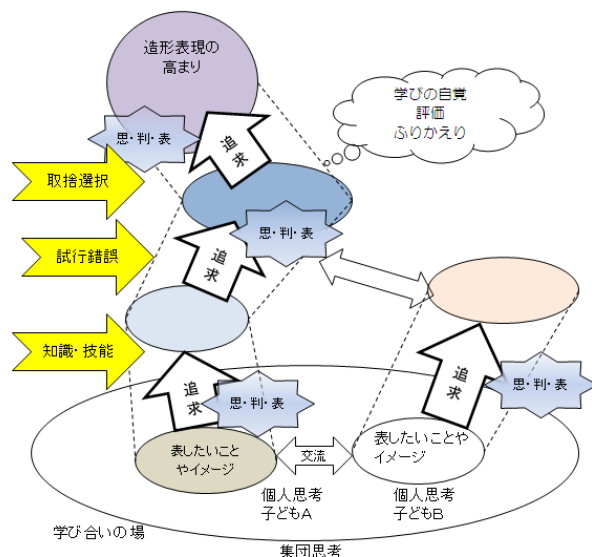 造形表現の
高まり
学びの自覚
評価
ふりかえり
思・判・表
追求
取捨選択
思・判・表
試行錯誤
追求
知識・技能
追求
思・判・表
追求
思・判・表
表したいこと
やイメージ
交流
表したいことや
イメージ
個人思考
子どもA
個人思考
子どもB
学び合いの場
集団思考